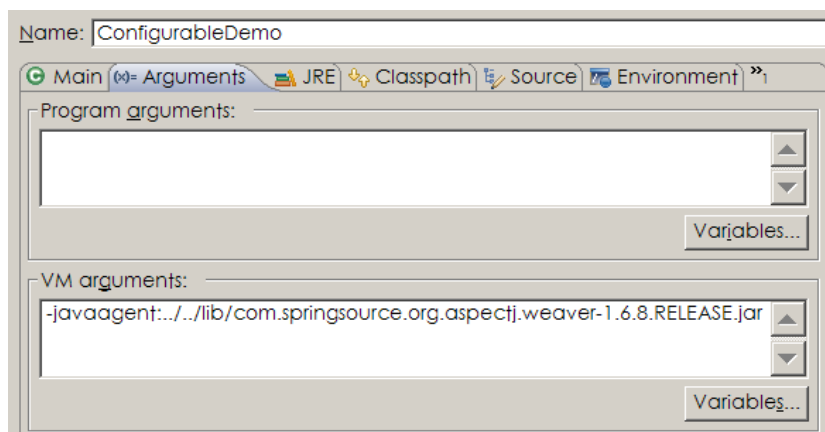 Name: ConfigurableDemo
Main (x)= Arguments JRE Classpath Source Environment »1
Program arguments:
Variables...
VM arguments:
-javaagent:../../lib/com.springsource.org.aspectj.weaver-1.6.8.RELEASE.jar
Variables...